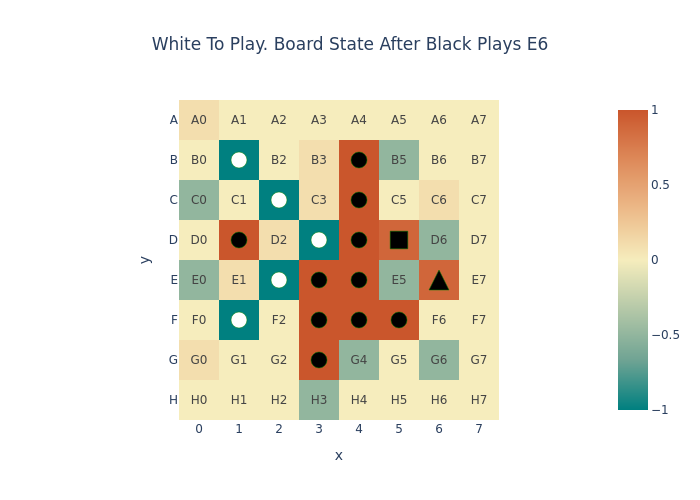 White To Play. Board State After Black Plays E6
A A0 A1 A2 A3 A4 A5 A6 A7
B B0 B2 B3 B5 B6 B7
C C0 C1 C3 C5 C6 C7
D D0 D2 D6 D7
E E0 E1 E5 E7
F F0 F2 F6 F7
G G0 G1 G2 G4 G5 G6 G7
H H0 H1 H2 H3 H4 H5 H6 H7
0 1 2 3 4 5 6 7
x
y
1
0.5
0
−0.5
−1